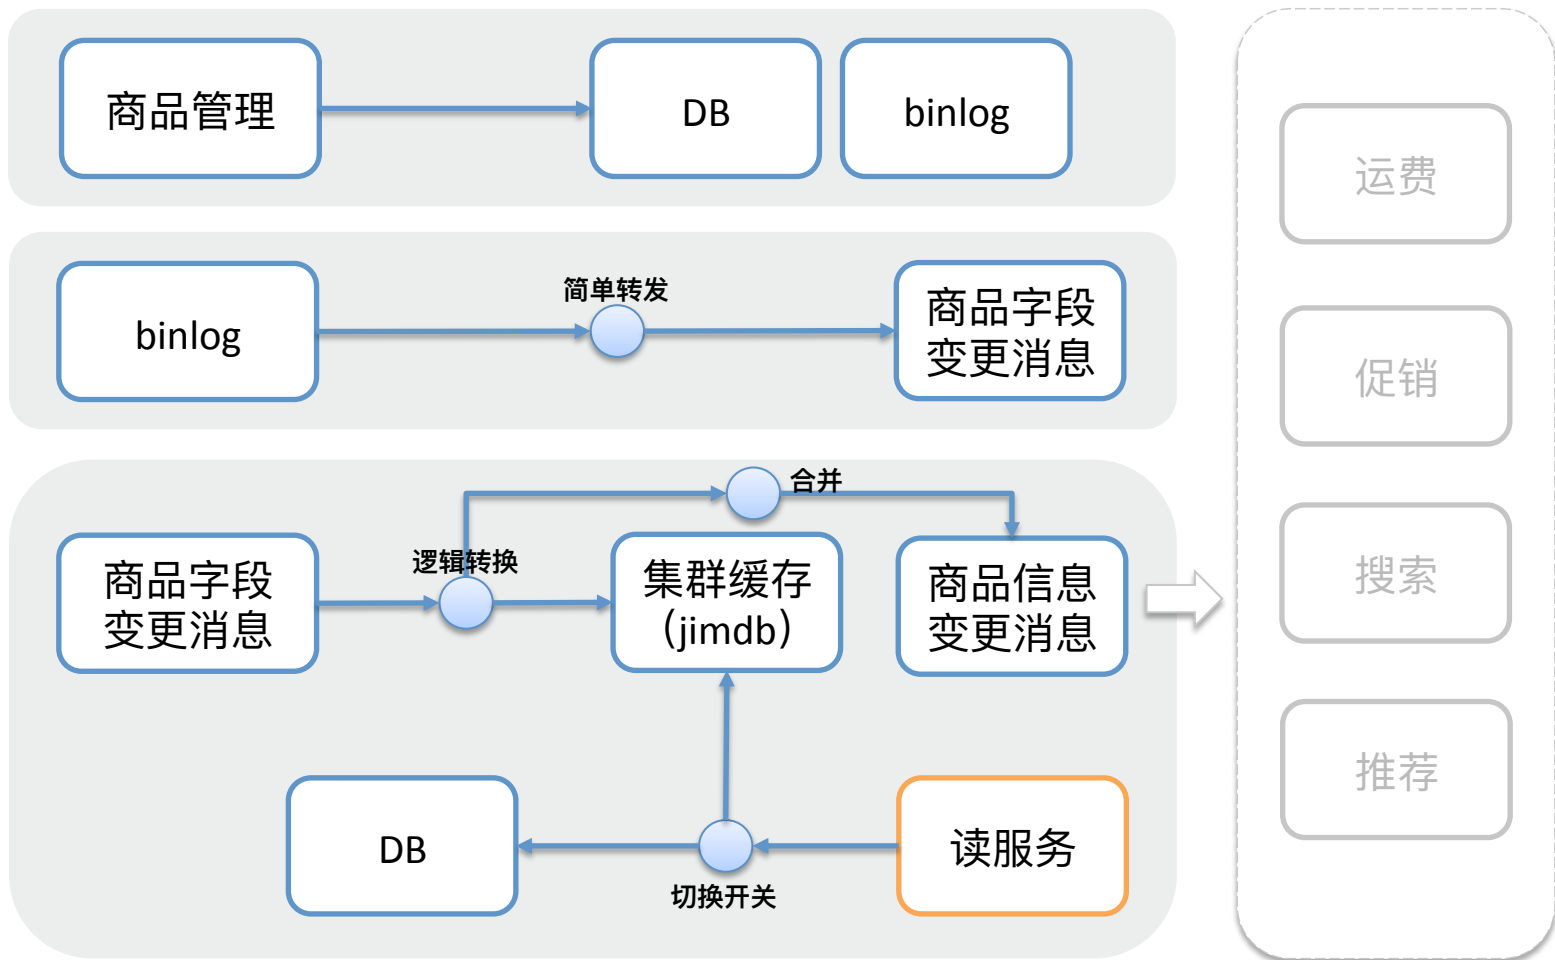 商品管理
DB
binlog
binlog
简单转发
商品字段
变更消息
合并
逻辑转换
商品字段
变更消息
集群缓存
（jimdb）
商品信息
变更消息
DB
切换开关
读服务
运费
促销
搜索
推荐